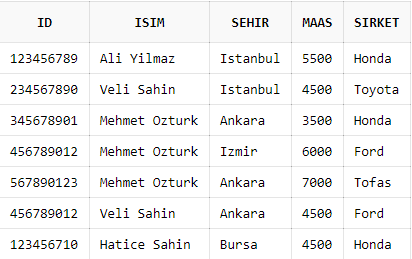 ID ISIM SEHIR MAAS SIRKET
123456789 Ali Yilmaz Istanbul 5500 Honda
234567890 Veli Sahin Istanbul 4500 Toyota
345678901 Mehmet Ozturk Ankara 3500 Honda
456789012 Mehmet Ozturk Izmir 6000 Ford
567890123 Mehmet Ozturk Ankara 7000 Tofas
456789012 Veli Sahin Ankara 4500 Ford
123456710 Hatice Sahin Bursa 4500 Honda